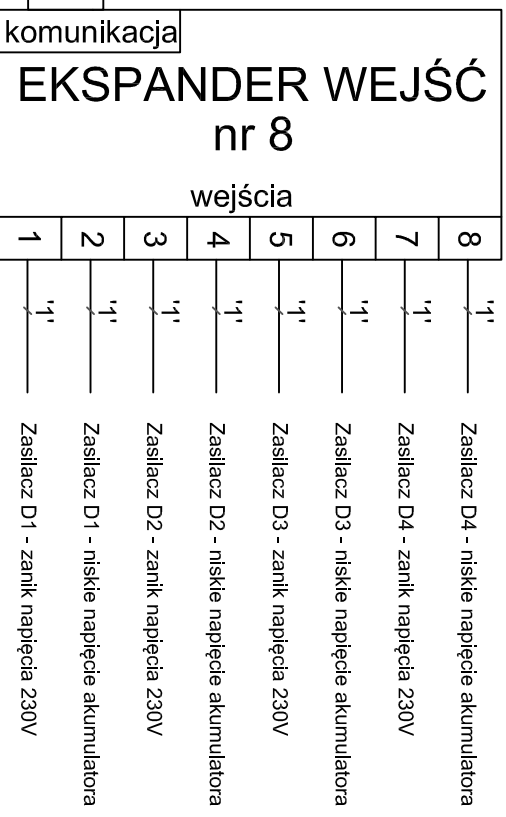 komunikacja
EKSPANDER WEJŚĆ
nr 8
wejścia
1 2 3 4 5 6 7 8
'1' '1' '1' '1' '1' '1' '1' '1'
Zasilacz D1 - zanik napięcia 230V
Zasilacz D1 - niskie napięcie akumulatora
Zasilacz D2 - zanik napięcia 230V
Zasilacz D2 - niskie napięcie akumulatora
Zasilacz D3 - zanik napięcia 230V
Zasilacz D3 - niskie napięcie akumulatora
Zasilacz D4 - zanik napięcia 230V
Zasilacz D4 - niskie napięcie akumulatora